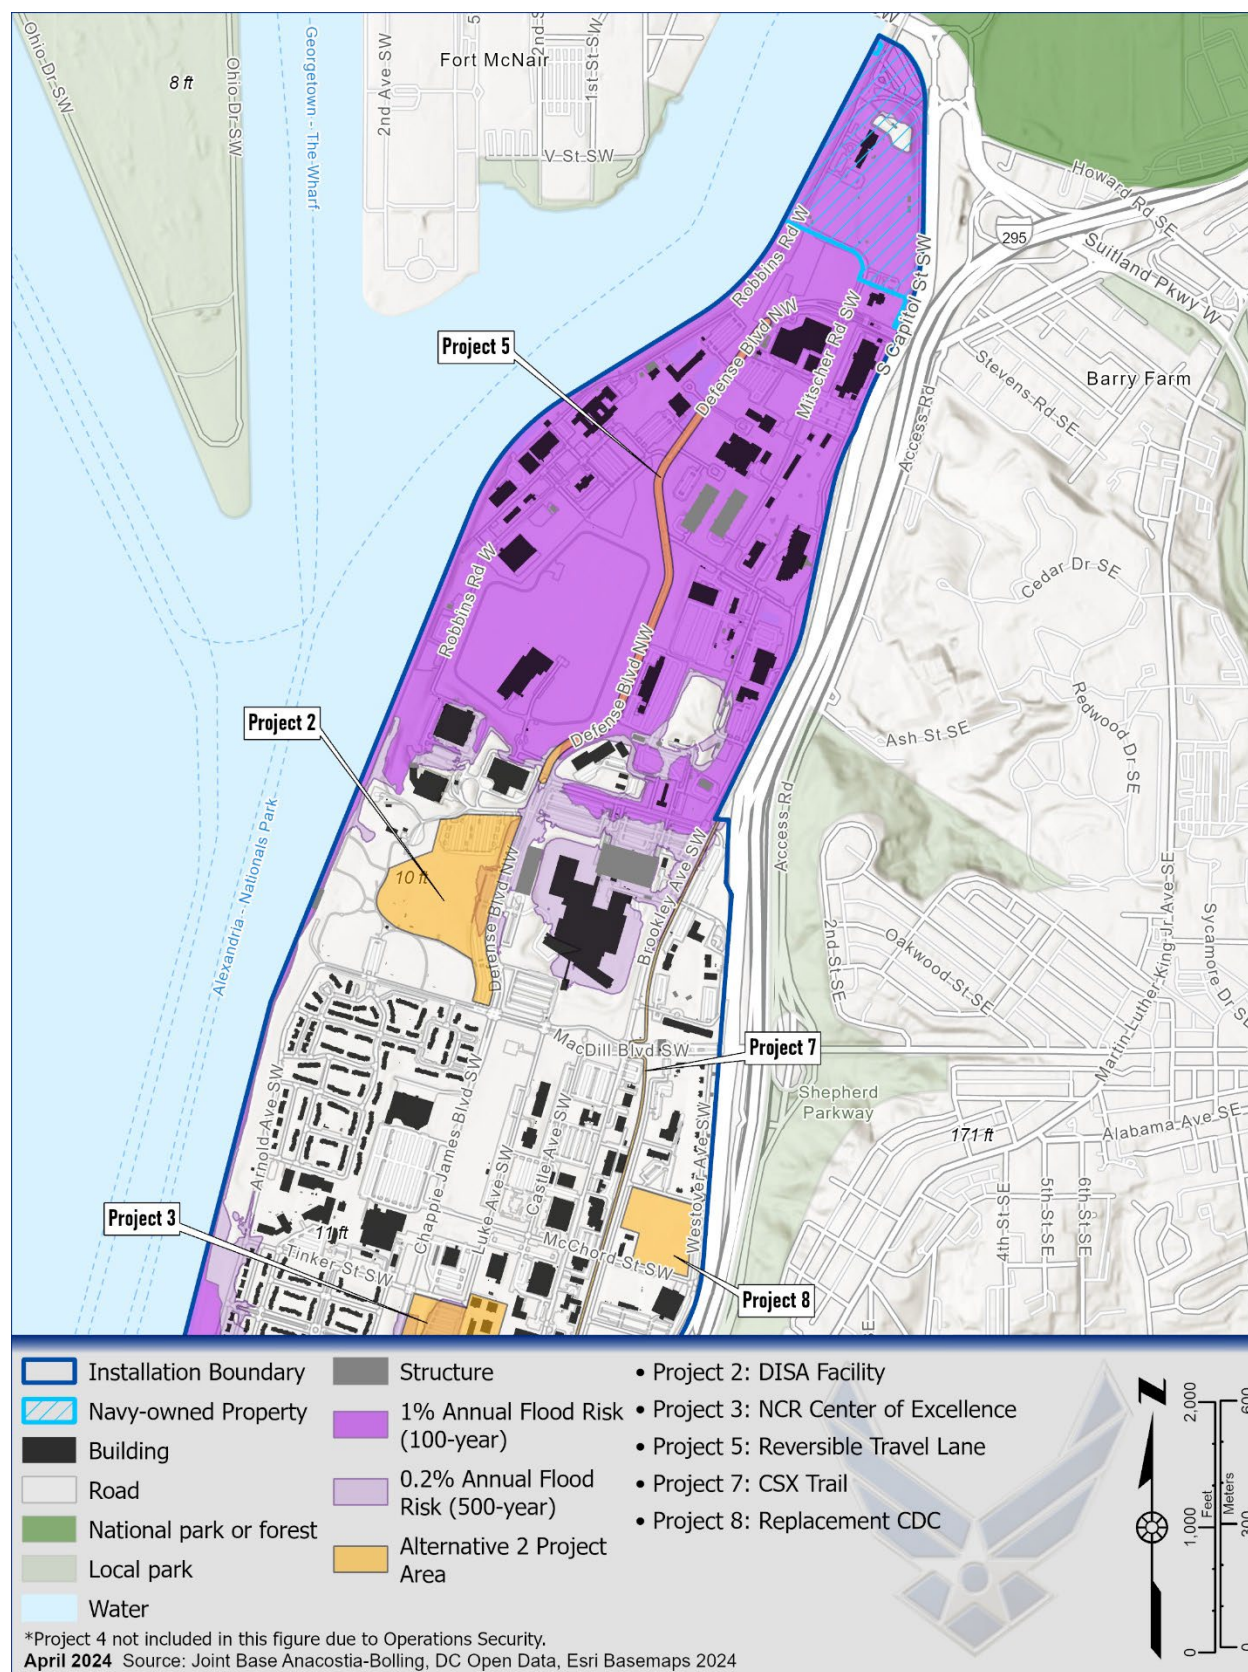 Ohio Dr SW
8 ft
Ohio Dr SW
Georgetown - The Wharf
2nd Ave SW
Fort McNair
2nd St SW
1st St SW
V St SW
Howard Rd SE
295
Suitland Pkwy W
Robbins Rd W
S Capitol St SW
Project 5
Defense Blvd NW
Mitscher Rd SW
Stevens Rd SE
Barry Farm
Access Rd
Cedar Dr SE
Robbins Rd W
Defense Blvd NW
Redwood Dr SE
Ash St SE
Project 2
Access Rd
Alexandria - Nationals Park
10 ft
Defense Blvd NW
Brookley Ave SW
2nd St SE
Oakwood St SE
Martin Luther King Jr Ave SE
Sycamore Dr SE
MacDill Blvd SW
Project 7
Shepherd
Parkway
171 ft
Alabama Ave SE
Arnold Ave SW
Chappie James Blvd SW
Luke Ave SW
Castle Ave SW
Westover Ave SW
4th St SE
5th St SE
6th St SE
Project 3
11 ft
Tinker St SW
McChord St SW
Project 8
Installation Boundary
Navy-owned Property
Building
Road
National park or forest
Local park
Water
Structure
1% Annual Flood Risk
(100-year)
0.2% Annual Flood
Risk (500-year)
Alternative 2 Project
Area
• Project 2: DISA Facility
• Project 3: NCR Center of Excellence
• Project 5: Reversible Travel Lane
• Project 7: CSX Trail
• Project 8: Replacement CDC
Z
2,000
1,000
0
Feet
Meters
600
300
0
*Project 4 not included in this figure due to Operations Security.
April 2024 Source: Joint Base Anacostia-Bolling, DC Open Data, Esri Basemaps 2024